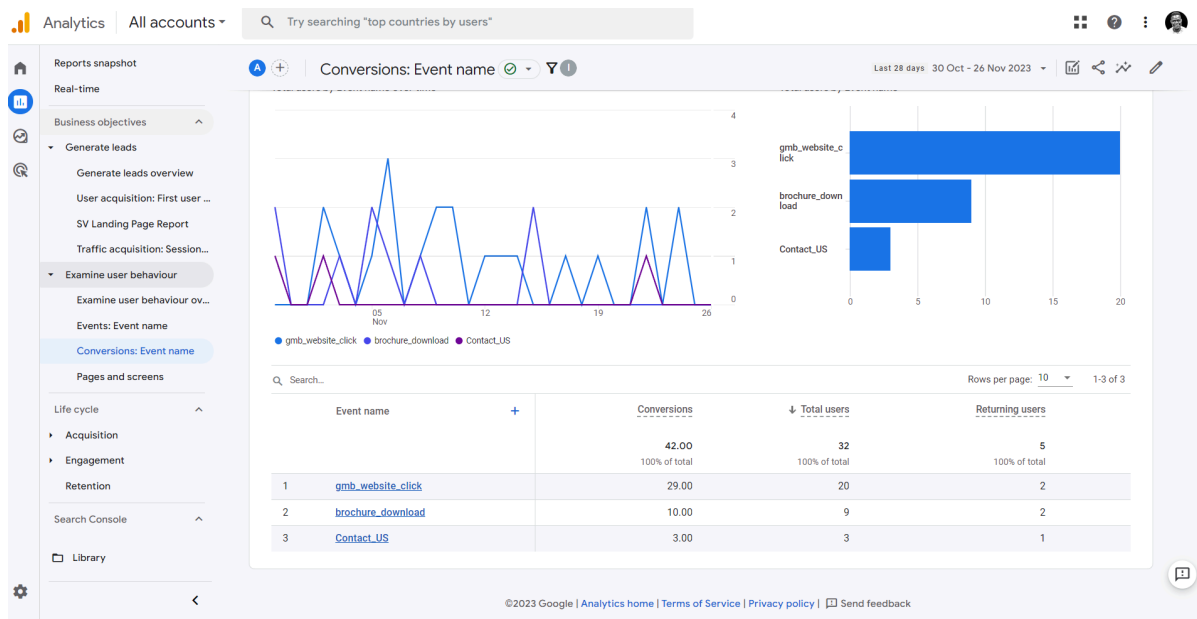 Analytics
All accounts
Try searching "top countries by users"
Reports snapshot
Real-time
Business objectives
Generate leads
Generate leads overview
User acquisition: First user ...
SV Landing Page Report
Traffic acquisition: Session...
Examine user behaviour
Examine user behaviour ov...
Events: Event name
Conversions: Event name
Pages and screens
Life cycle
Acquisition
Engagement
Retention
Search Console
Library
A
Conversions: Event name
I
Last 28 days 30 Oct - 26 Nov 2023
4
3
2
1
0
05
Nov
12
19
26
gmb_website_click brochure_download Contact_US
gmb_website_c
lick
brochure_down
load
Contact_US
0 5 10 15 20
Search...
Rows per page: 10 1-3 of 3
Event name + Conversions Total users Returning users
42.00 32 5
100% of total 100% of total 100% of total
1 gmb_website_click 29.00 20 2
2 brochure_download 10.00 9 2
3 Contact_US 3.00 3 1
©2023 Google | Analytics home | Terms of Service | Privacy policy | Send feedback